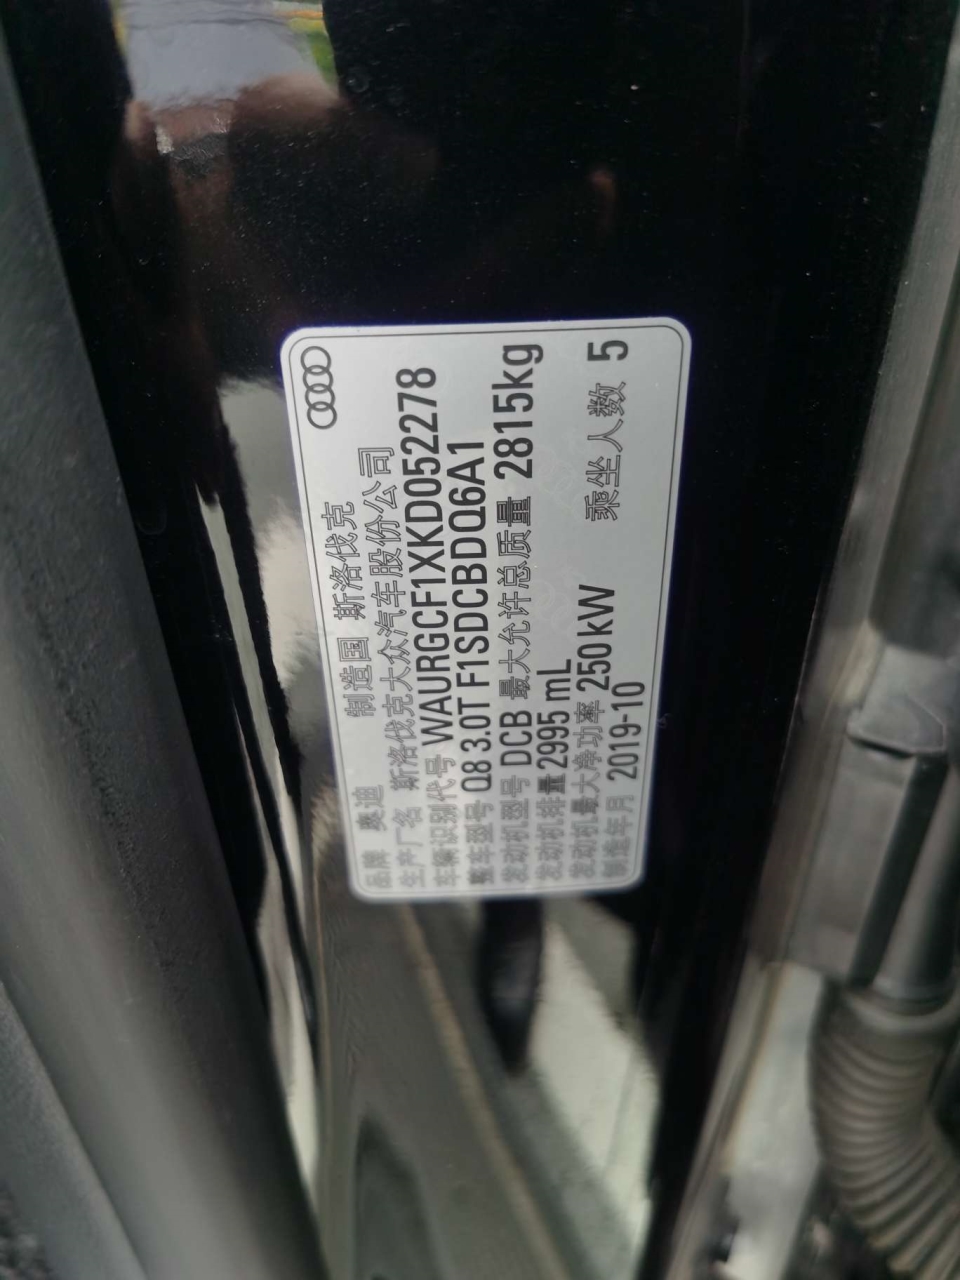 品牌 奥迪 制造国 斯洛伐克
生产厂名 斯洛伐克大众汽车股份公司
车辆识别代号 WAURGCF1XKD052278
整车型号 Q8 3.0T F1SDCBDQ6A1
发动机型号 DCB 最大允许总质量 2815kg
发动机排量 2995 mL
发动机最大净功率 250kW 乘坐人数 5
制造年月 2019-10